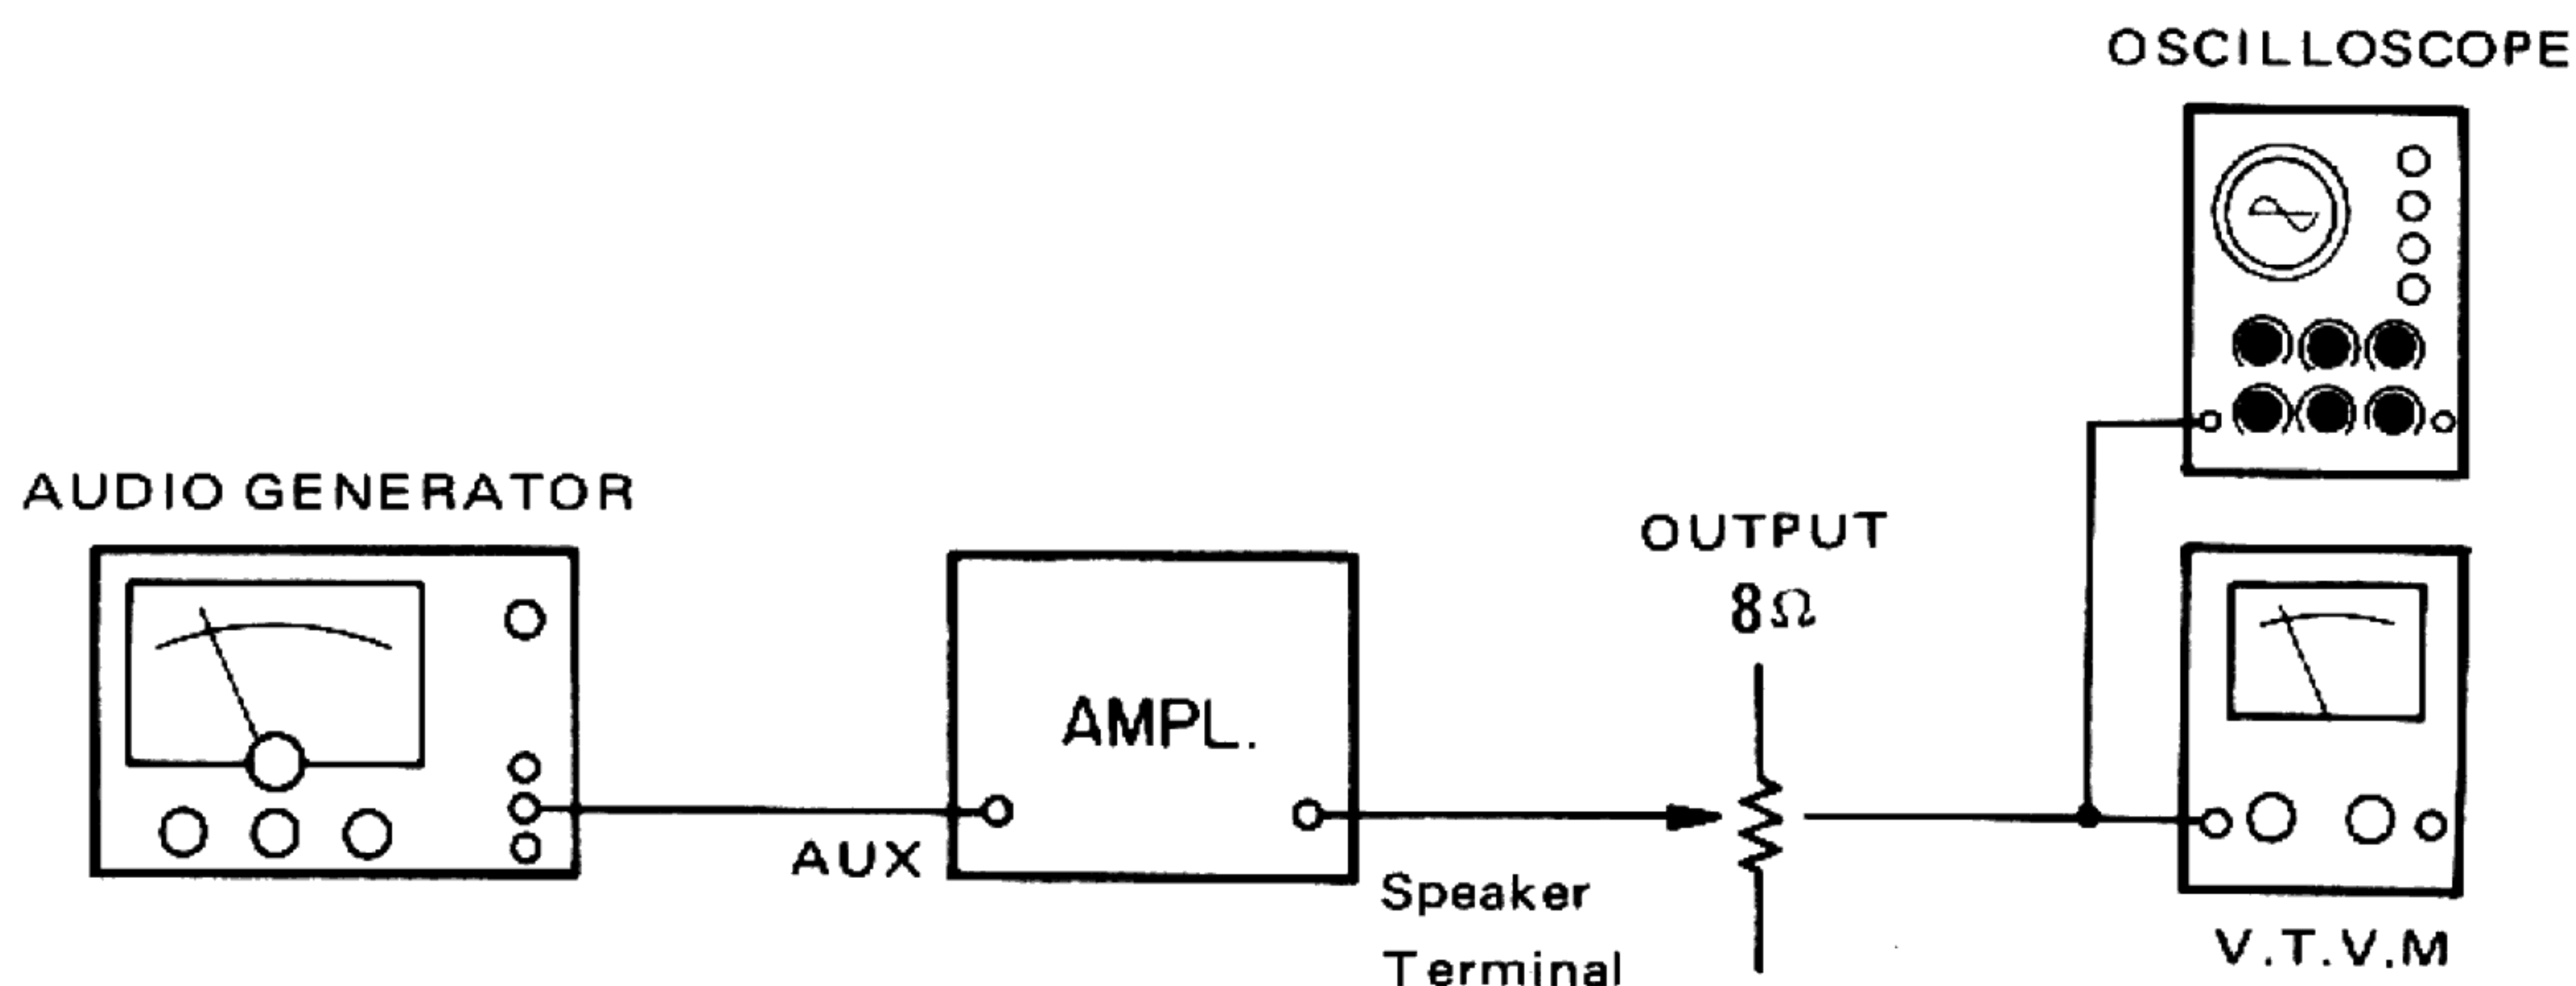 OSCILLOSCOPE
AUDIO GENERATOR
OUTPUT
8Ω
AMPL.
AUX
Speaker
Terminal
V.T.V.M